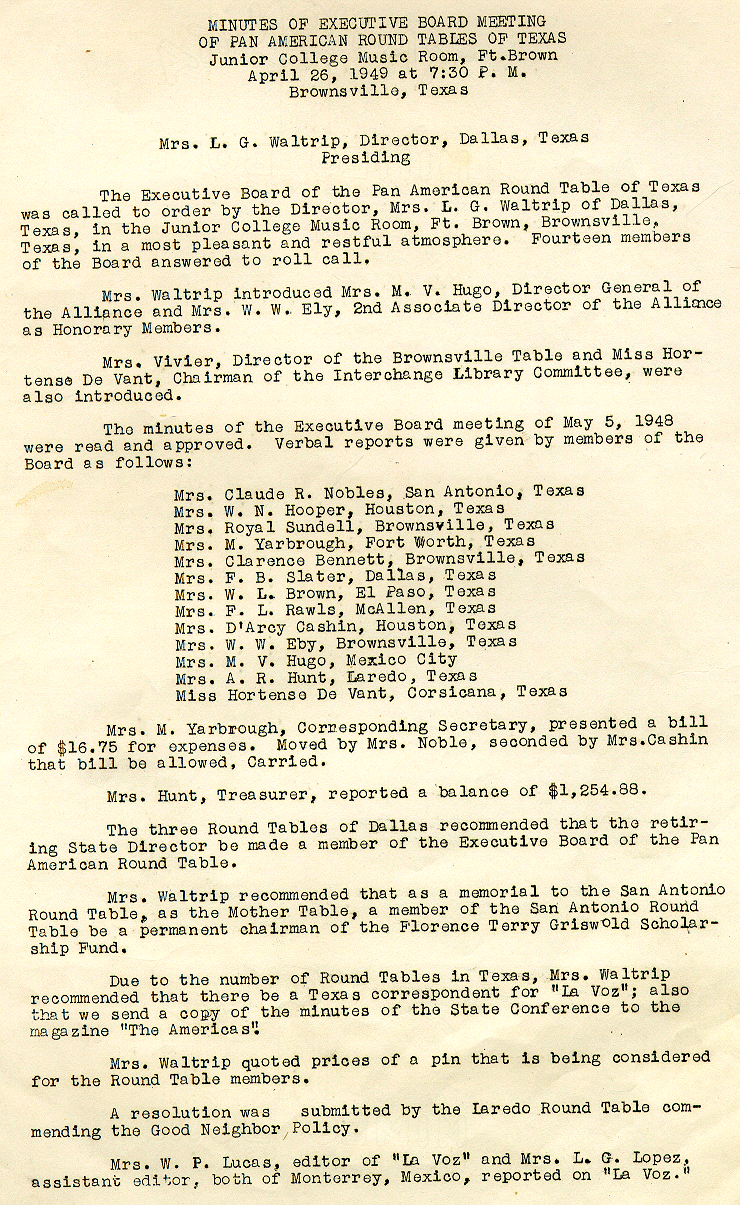 MINUTES OF EXECUTIVE BOARD MEETING
OF PAN AMERICAN ROUND TABLES OF TEXAS
Junior College Music Room, Ft.Brown
April 26, 1949 at 7:30 P. M.
Brownsville, Texas
Mrs. L. G. Waltrip, Director, Dallas, Texas
Presiding
The Executive Board of the Pan American Round Table of Texas
was called to order by the Director, Mrs. L. G. Waltrip of Dallas,
Texas, in the Junior College Music Room, Ft. Brown, Brownsville,
Texas, in a most pleasant and restful atmosphere. Fourteen members
of the Board answered to roll call.
Mrs. Waltrip introduced Mrs. M. V. Hugo, Director General of
the Alliance and Mrs. W. W. Ely, 2nd Associate Director of the Alliance
as Honorary Members.
Mrs. Vivier, Director of the Brownsville Table and Miss Hor-
tense De Vant, Chairman of the Interchange Library Committee, were
also introduced.
The minutes of the Executive Board meeting of May 5, 1948
were read and approved. Verbal reports were given by members of the
Board as follows:
Mrs. Claude R. Nobles, San Antonio, Texas
Mrs. W. N. Hooper, Houston, Texas
Mrs. Royal Sundell, Brownsville, Texas
Mrs. M. Yarbrough, Fort Worth, Texas
Mrs. Clarence Bennett, Brownsville, Texas
Mrs. F. B. Slater, Dallas, Texas
Mrs. W. L. Brown, El Paso, Texas
Mrs. F. L. Rawls, McAllen, Texas
Mrs. D'Arcy Cashin, Houston, Texas
Mrs. W. W. Eby, Brownsville, Texas
Mrs. M. V. Hugo, Mexico City
Mrs. A. R. Hunt, Laredo, Texas
Miss Hortense De Vant, Corsicana, Texas
Mrs. M. Yarbrough, Corresponding Secretary, presented a bill
of $16.75 for expenses. Moved by Mrs. Noble, seconded by Mrs.Cashin
that bill be allowed, Carried.
Mrs. Hunt, Treasurer, reported a balance of $1,254.88.
The three Round Tables of Dallas recommended that the retir-
ing State Director be made a member of the Executive Board of the Pan
American Round Table.
Mrs. Waltrip recommended that as a memorial to the San Antonio
Round Table, as the Mother Table, a member of the San Antonio Round
Table be a permanent chairman of the Florence Terry Griswold Scholar-
ship Fund.
Due to the number of Round Tables in Texas, Mrs. Waltrip
recommended that there be a Texas correspondent for "La Voz"; also
that we send a copy of the minutes of the State Conference to the
magazine "The Americas".
Mrs. Waltrip quoted prices of a pin that is being considered
for the Round Table members.
A resolution was submitted by the Laredo Round Table com-
mending the Good Neighbor Policy.
Mrs. W. P. Lucas, editor of "La Voz" and Mrs. L. G. Lopez,
assistant editor, both of Monterrey, Mexico, reported on "La Voz."